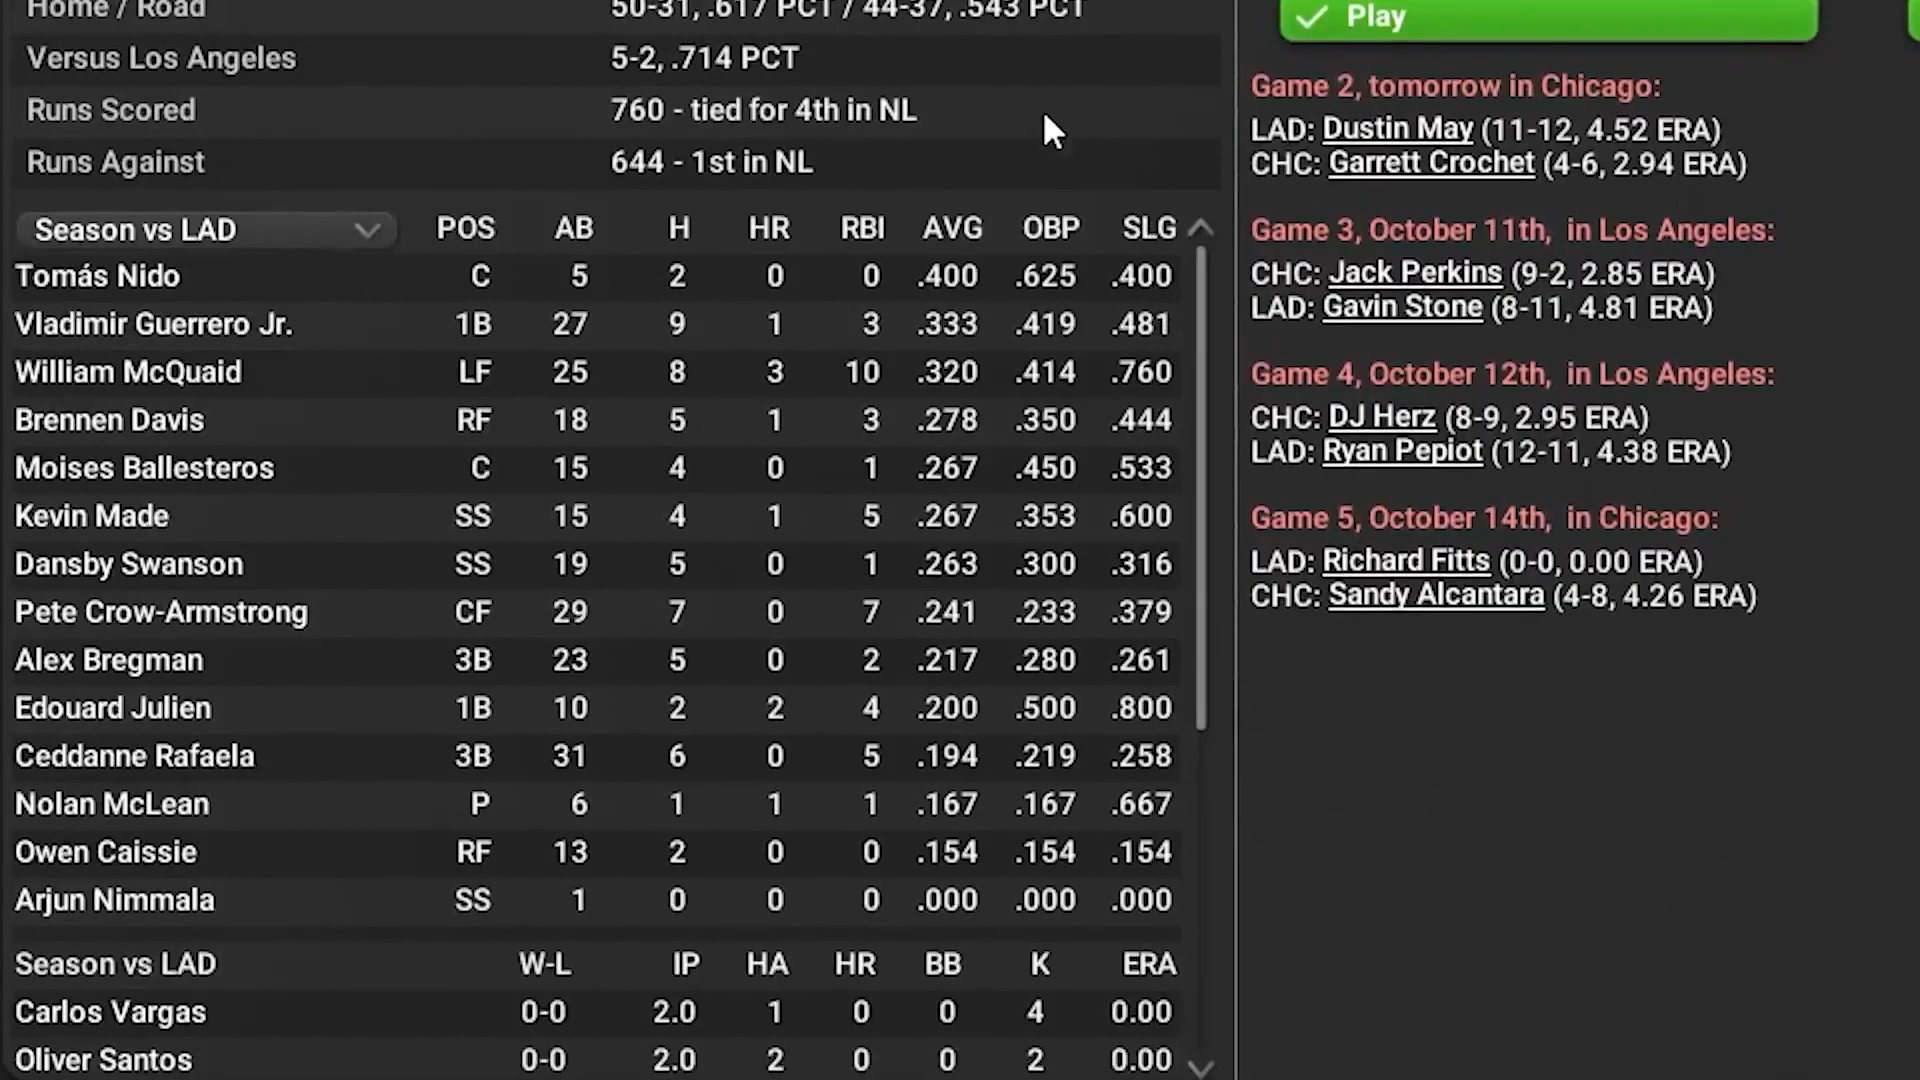 Home / Road 50-31, .617 PCT / 44-37, .543 PCT
Versus Los Angeles 5-2, .714 PCT
Runs Scored 760 - tied for 4th in NL
Runs Against 644 - 1st in NL
Season vs LAD POS AB H HR RBI AVG OBP SLG
Tomás Nido C 5 2 0 0 .400 .625 .400
Vladimir Guerrero Jr. 1B 27 9 1 3 .333 .419 .481
William McQuaid LF 25 8 3 10 .320 .414 .760
Brennen Davis RF 18 5 1 3 .278 .350 .444
Moises Ballesteros C 15 4 0 1 .267 .450 .533
Kevin Made SS 15 4 1 5 .267 .353 .600
Dansby Swanson SS 19 5 0 1 .263 .300 .316
Pete Crow-Armstrong CF 29 7 0 7 .241 .233 .379
Alex Bregman 3B 23 5 0 2 .217 .280 .261
Edouard Julien 1B 10 2 2 4 .200 .500 .800
Ceddanne Rafaela 3B 31 6 0 5 .194 .219 .258
Nolan McLean P 6 1 1 1 .167 .167 .667
Owen Caissie RF 13 2 0 0 .154 .154 .154
Arjun Nimmala SS 1 0 0 0 .000 .000 .000
Season vs LAD W-L IP HA HR BB K ERA
Carlos Vargas 0-0 2.0 1 0 0 4 0.00
Oliver Santos 0-0 2.0 2 0 0 2 0.00
Play
Game 2, tomorrow in Chicago:
LAD: Dustin May (11-12, 4.52 ERA)
CHC: Garrett Crochet (4-6, 2.94 ERA)
Game 3, October 11th, in Los Angeles:
CHC: Jack Perkins (9-2, 2.85 ERA)
LAD: Gavin Stone (8-11, 4.81 ERA)
Game 4, October 12th, in Los Angeles:
CHC: DJ Herz (8-9, 2.95 ERA)
LAD: Ryan Pepiot (12-11, 4.38 ERA)
Game 5, October 14th, in Chicago:
LAD: Richard Fitts (0-0, 0.00 ERA)
CHC: Sandy Alcantara (4-8, 4.26 ERA)